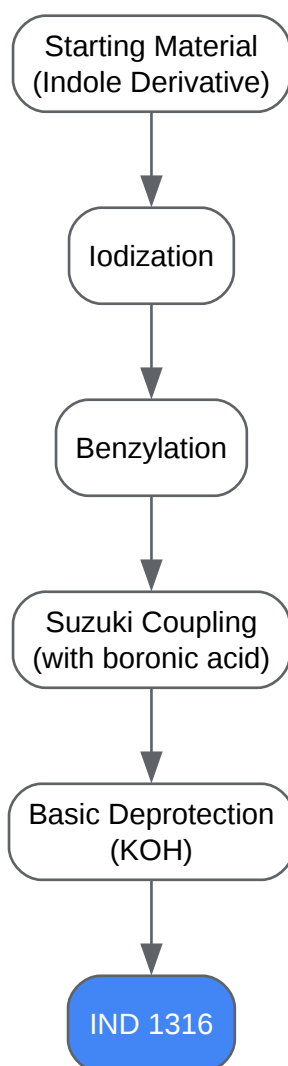 Starting Material
(Indole Derivative)
Iodization
Benzylation
Suzuki Coupling
(with boronic acid)
Basic Deprotection
(KOH)
IND 1316